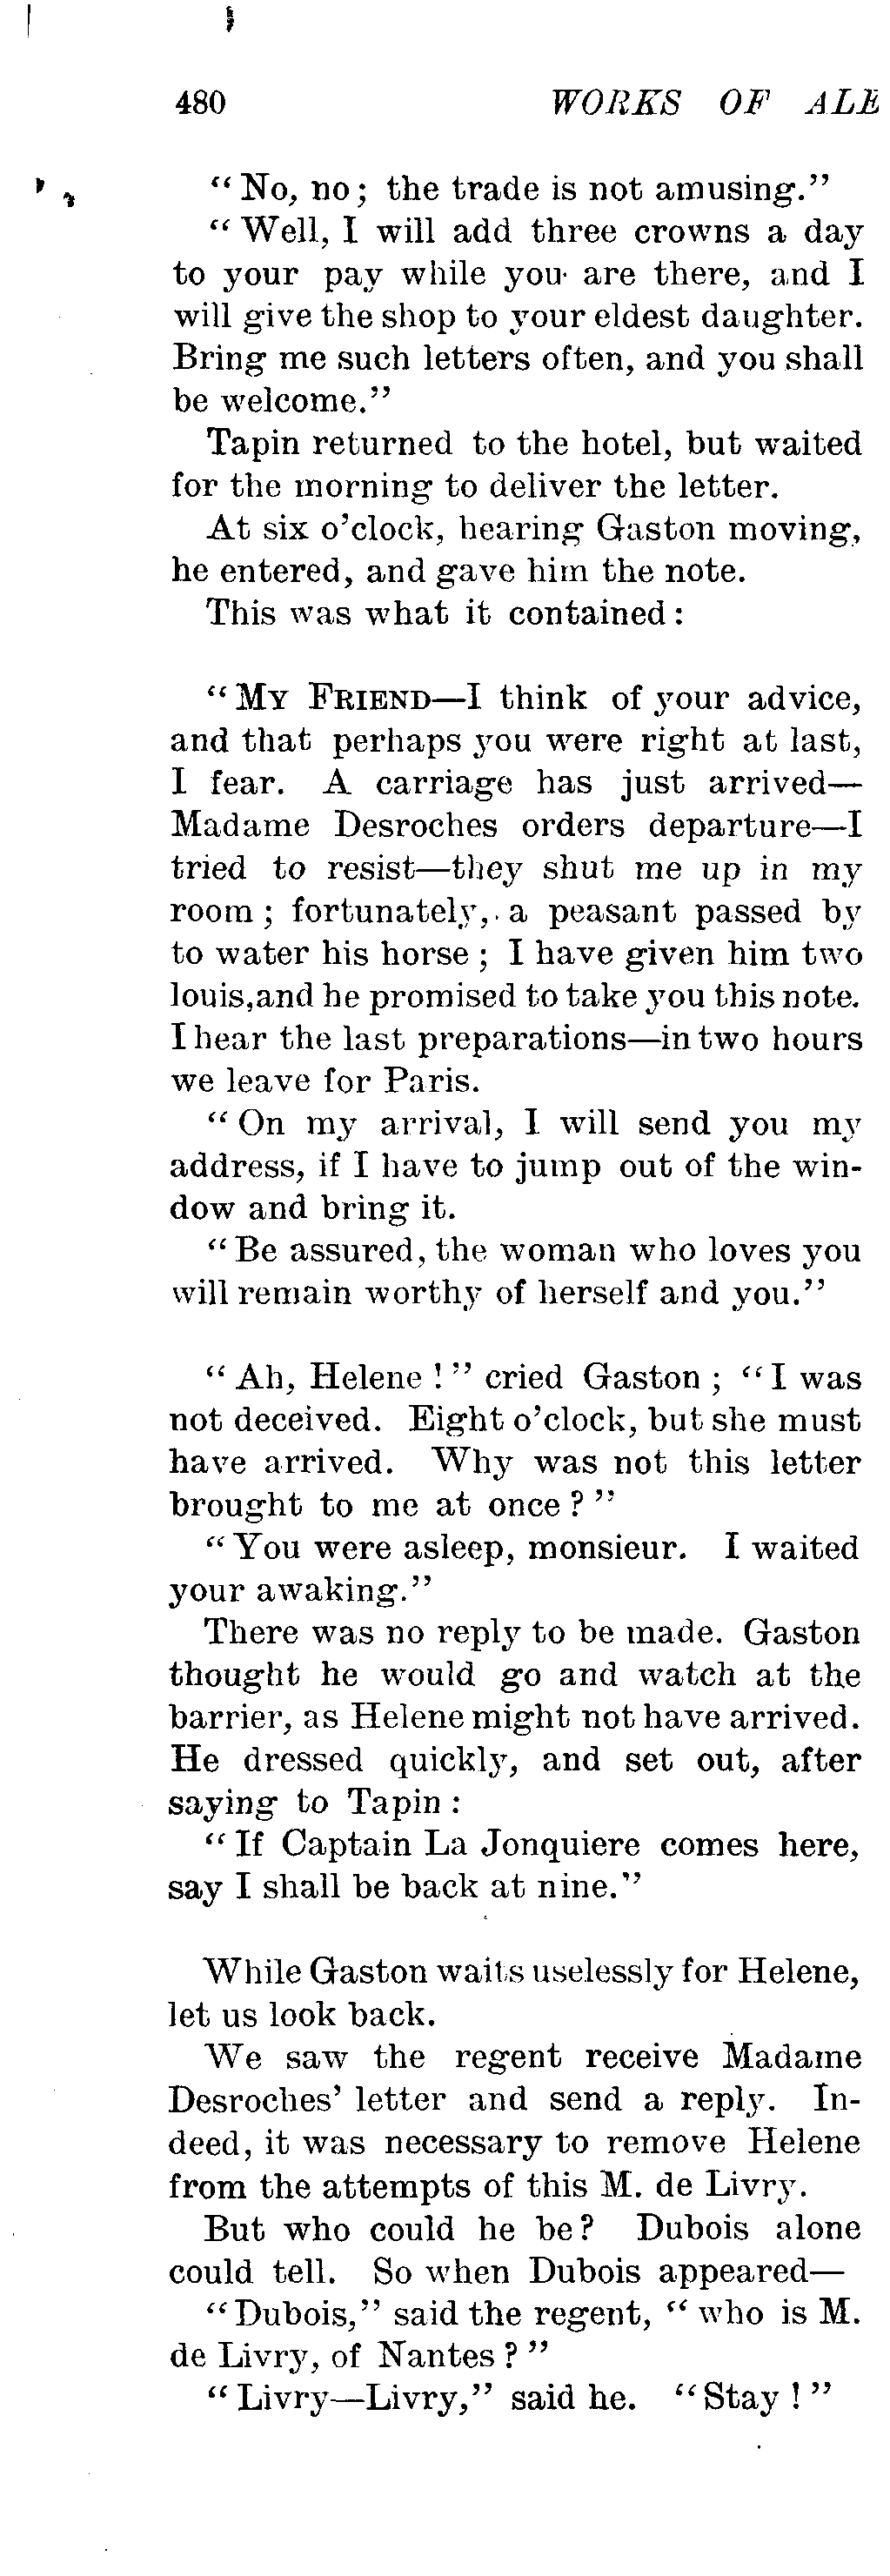 480 WORKS OF ALE
"No, no; the trade is not amusing."
"Well, I will add three crowns a day
to your pay while you are there, and I
will give the shop to your eldest daughter.
Bring me such letters often, and you shall
be welcome."
Tapin returned to the hotel, but waited
for the morning to deliver the letter.
At six o'clock, hearing Gaston moving,
he entered, and gave him the note.
This was what it contained:
"MY FRIEND—I think of your advice,
and that perhaps you were right at last,
I fear. A carriage has just arrived—
Madame Desroches orders departure—I
tried to resist—they shut me up in my
room; fortunately, a peasant passed by
to water his horse; I have given him two
louis,and he promised to take you this note.
I hear the last preparations—in two hours
we leave for Paris.
"On my arrival, I will send you my
address, if I have to jump out of the win-
dow and bring it.
"Be assured, the woman who loves you
will remain worthy of herself and you."
"Ah, Helene!" cried Gaston; "I was
not deceived. Eight o'clock, but she must
have arrived. Why was not this letter
brought to me at once?"
"You were asleep, monsieur. I waited
your awaking."
There was no reply to be made. Gaston
thought he would go and watch at the
barrier, as Helene might not have arrived.
He dressed quickly, and set out, after
saying to Tapin:
"If Captain La Jonquiere comes here,
say I shall be back at nine."
While Gaston waits uselessly for Helene,
let us look back.
We saw the regent receive Madame
Desroches' letter and send a reply. In-
deed, it was necessary to remove Helene
from the attempts of this M. de Livry.
But who could he be? Dubois alone
could tell. So when Dubois appeared—
"Dubois," said the regent, "who is M.
de Livry, of Nantes?"
"Livry—Livry," said he. "Stay!"